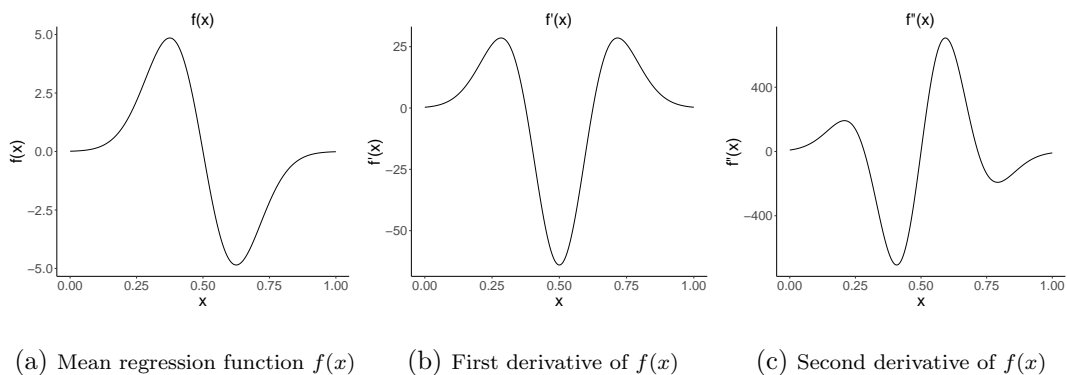 f(x)
5.0
2.5
0.0
−2.5
−5.0
f(x)
0.00 0.25 0.50 0.75 1.00
x
(a) Mean regression function f(x)
f'(x)
25
0
−25
−50
f'(x)
0.00 0.25 0.50 0.75 1.00
x
(b) First derivative of f(x)
f"(x)
400
0
−400
f"(x)
0.00 0.25 0.50 0.75 1.00
x
(c) Second derivative of f(x)